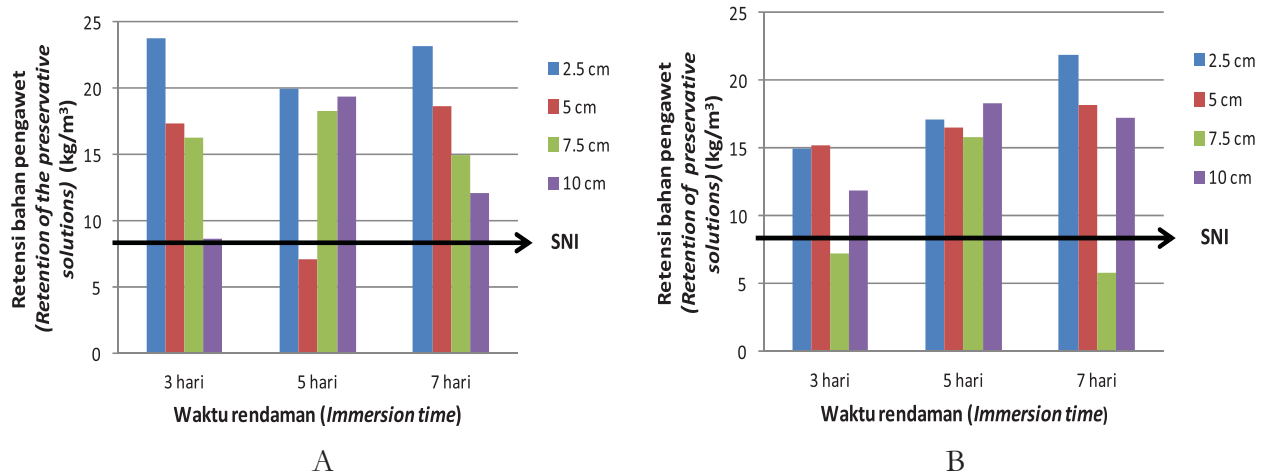 Retensi bahan pengawet
(Retention of the preservative
solutions) (kg/m³)
25
20
15
10
5
0
3 hari
5 hari
7 hari
Waktu rendaman (Immersion time)
2.5 cm
5 cm
7.5 cm
10 cm
SNI
A
Retensi bahan pengawet
(Retention of preservative
solutions) (kg/m³)
25
20
15
10
5
0
3 hari
5 hari
7 hari
Waktu rendaman (Immersion time)
2.5 cm
5 cm
7.5 cm
10 cm
SNI
B